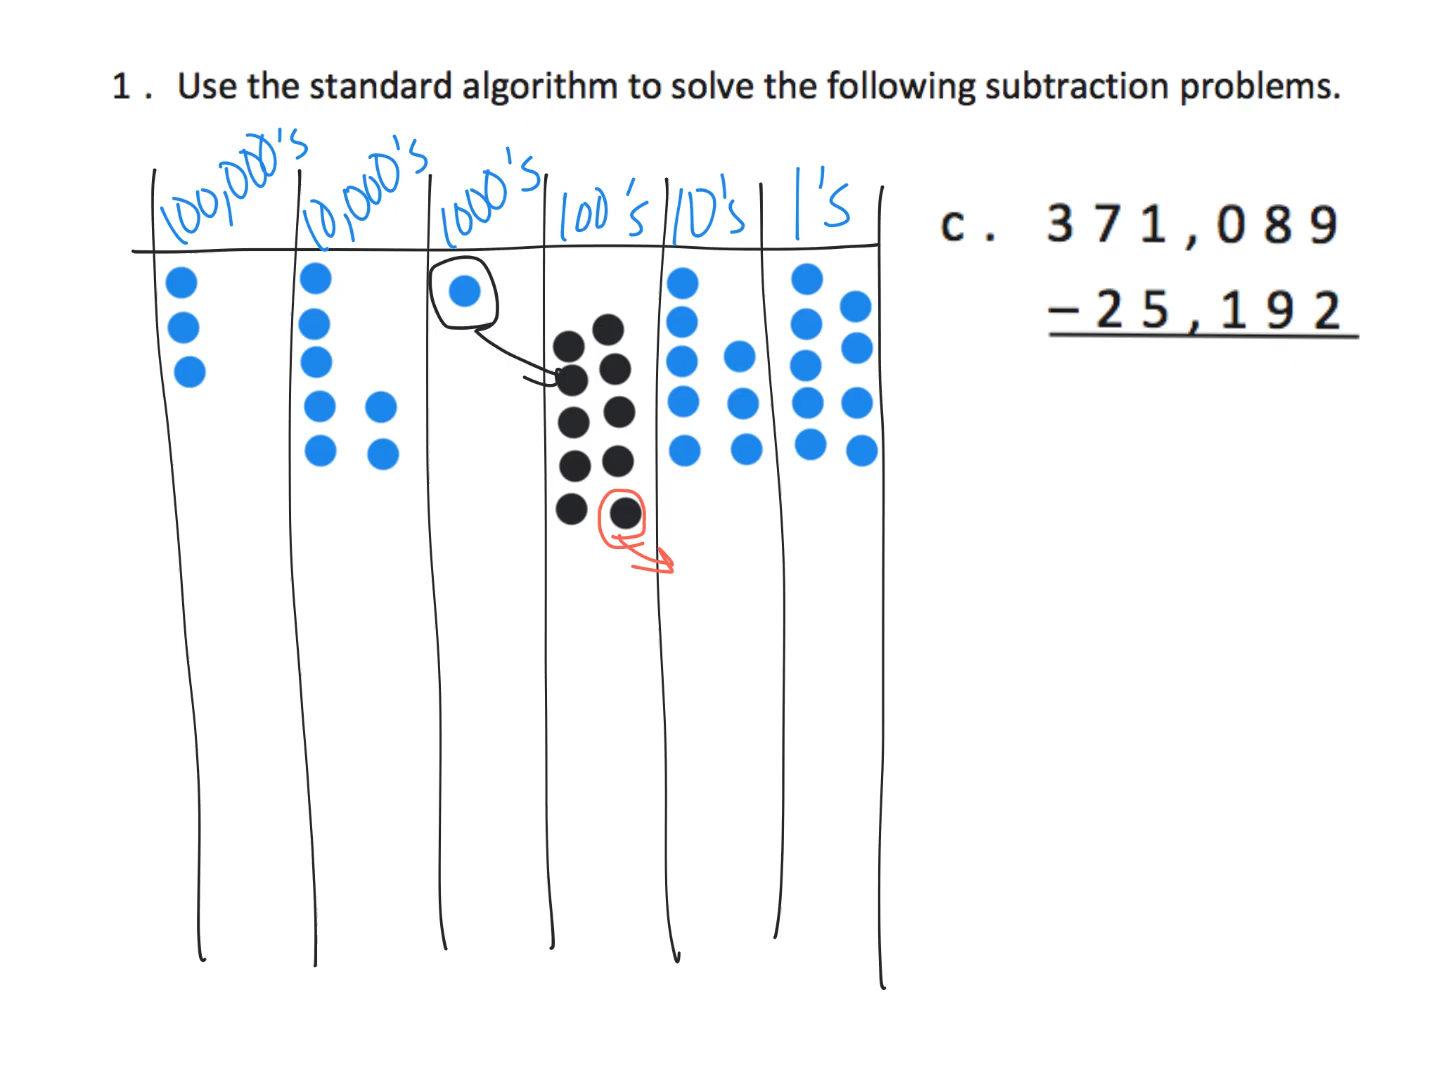 1. Use the standard algorithm to solve the following subtraction problems.
100,000's 10,000's 1000's 100's 10's 1's
c. 371,089
−25,192